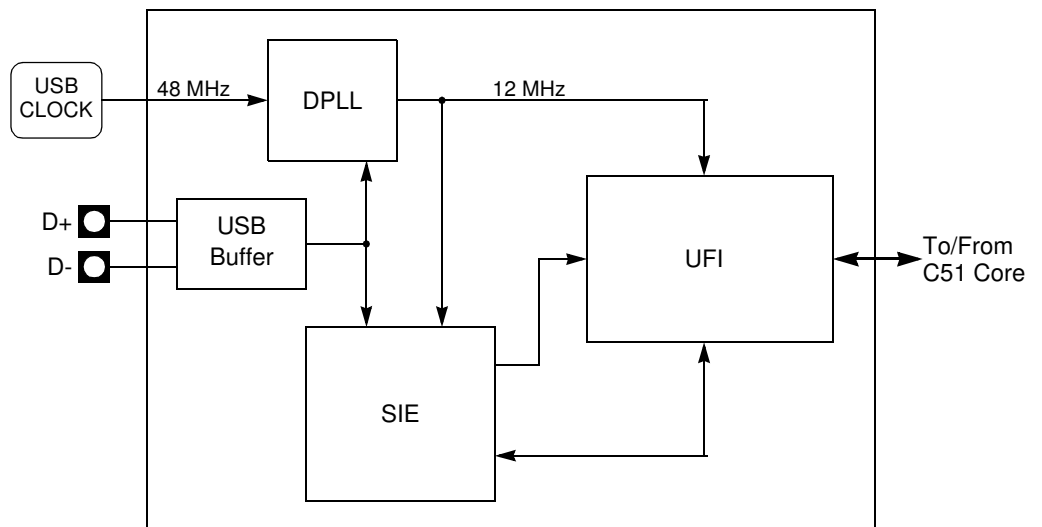 USB
CLOCK
48 MHz
DPLL
12 MHz
D+
D-
USB
Buffer
UFI
To/From
C51 Core
SIE